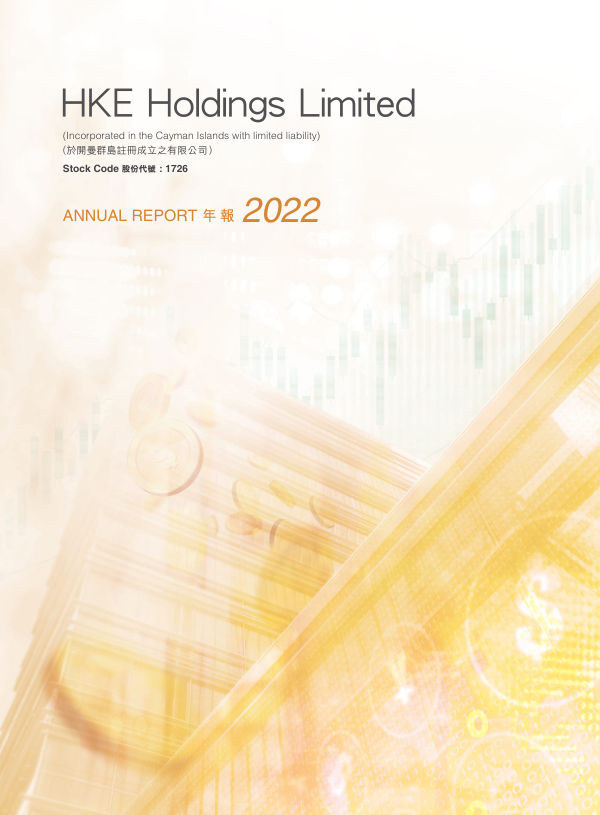 HKE Holdings Limited
(Incorporated in the Cayman Islands with limited liability)
(於開曼群島註冊成立之有限公司)
Stock Code 股份代號 : 1726
ANNUAL REPORT 年報 2022